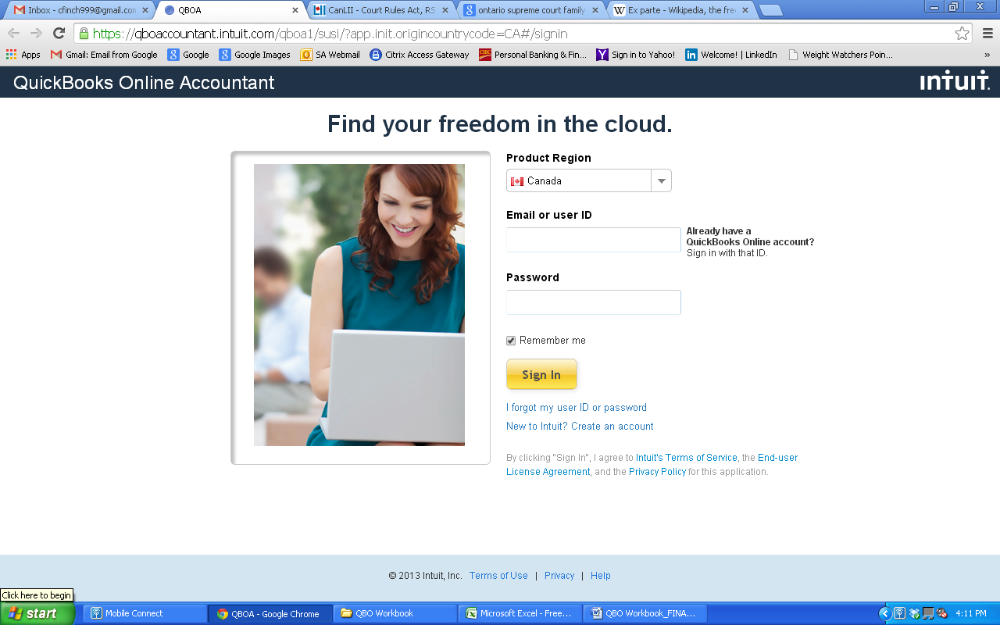 Inbox - cfinch999@gmail.con
QBOA
CanLII - Court Rules Act, RS
ontario supreme court family
Ex parte - Wikipedia, the fre
https://qboaccountant.intuit.com/qboa1/susi/?app.init.origincountrycode=CA#/signin
Apps
Gmail: Email from Google
Google
Google Images
SA Webmail
Citrix Access Gateway
Personal Banking & Fin...
Sign in to Yahoo!
Welcome! | LinkedIn
Weight Watchers Poin...
»
QuickBooks Online Accountant
intuit.
Find your freedom in the cloud.
Product Region
Canada
Email or user ID
Already have a
QuickBooks Online account?
Sign in with that ID.
Password
Remember me
Sign In
I forgot my user ID or password
New to Intuit? Create an account
By clicking "Sign In", I agree to Intuit's Terms of Service, the End-user
License Agreement, and the Privacy Policy for this application.
© 2013 Intuit, Inc. Terms of Use | Privacy | Help
Click here to begin
start
Mobile Connect
QBOA - Google Chrome
QBO Workbook
Microsoft Excel - Free...
QBO Workbook_FINA...
4:11 PM